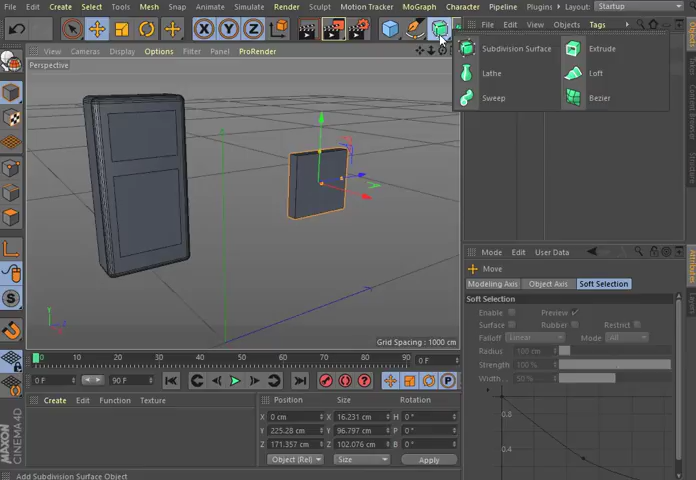 File Edit Create Select Tools Mesh Snap Animate Simulate Render Sculpt Motion Tracker MoGraph Character Pipeline Plugins Layout: Startup
X Y Z
File Edit View Objects Tags
View Cameras Display Options Filter Panel ProRender
Perspective
Subdivision Surface Extrude
Lathe Loft
Sweep Bezier
Objects
Content Browser
Structure
Mode Edit User Data
Move
Modeling Axis Object Axis Soft Selection
Soft Selection
Enable Preview
Surface Rubber Restrict
Falloff Linear Mode All
Radius 100 cm
Strength 100 %
Width 50 %
0.8
0.4
Attributes
Layers
Y
Grid Spacing : 1000 cm
0 10 20 30 40 50 60 70 80 90 0 F
0 F 90 F P
Create Edit Function Texture
Position Size Rotation
X 0 cm X 16.231 cm H 0 °
Y 225.28 cm Y 96.797 cm P 0 °
Z 171.357 cm Z 102.076 cm B 0 °
Object (Rel) Size Apply
MAXON
CINEMA 4D
Add Subdivision Surface Object